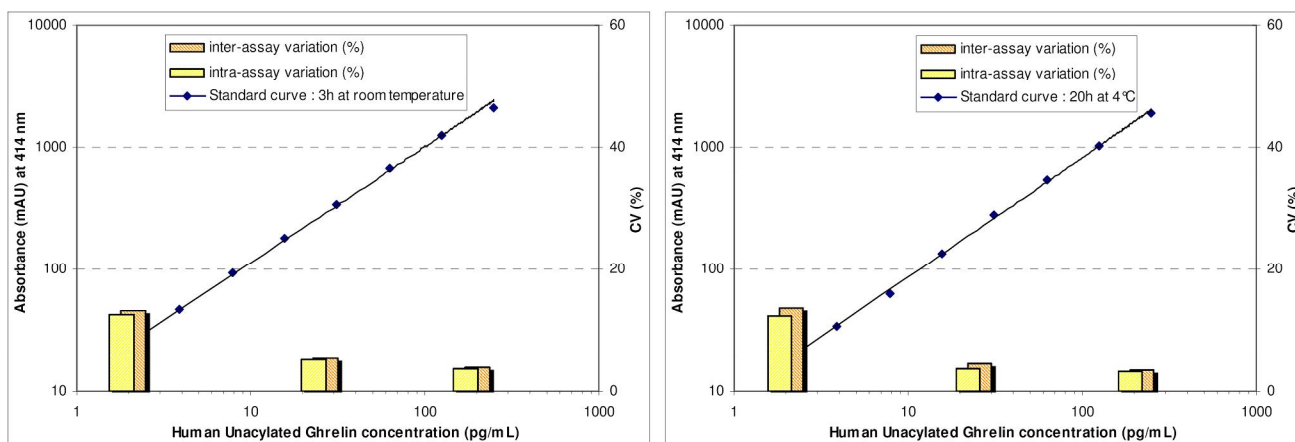 10000
1000
100
10
Absorbance (mAU) at 414 nm
inter-assay variation (%)
intra-assay variation (%)
Standard curve : 3h at room temperature
60
40
20
0
CV (%)
1
10
100
1000
Human Unacylated Ghrelin concentration (pg/mL)
10000
1000
100
10
Absorbance (mAU) at 414 nm
inter-assay variation (%)
intra-assay variation (%)
Standard curve : 20h at 4°C
60
40
20
0
CV (%)
1
10
100
1000
Human Unacylated Ghrelin concentration (pg/mL)